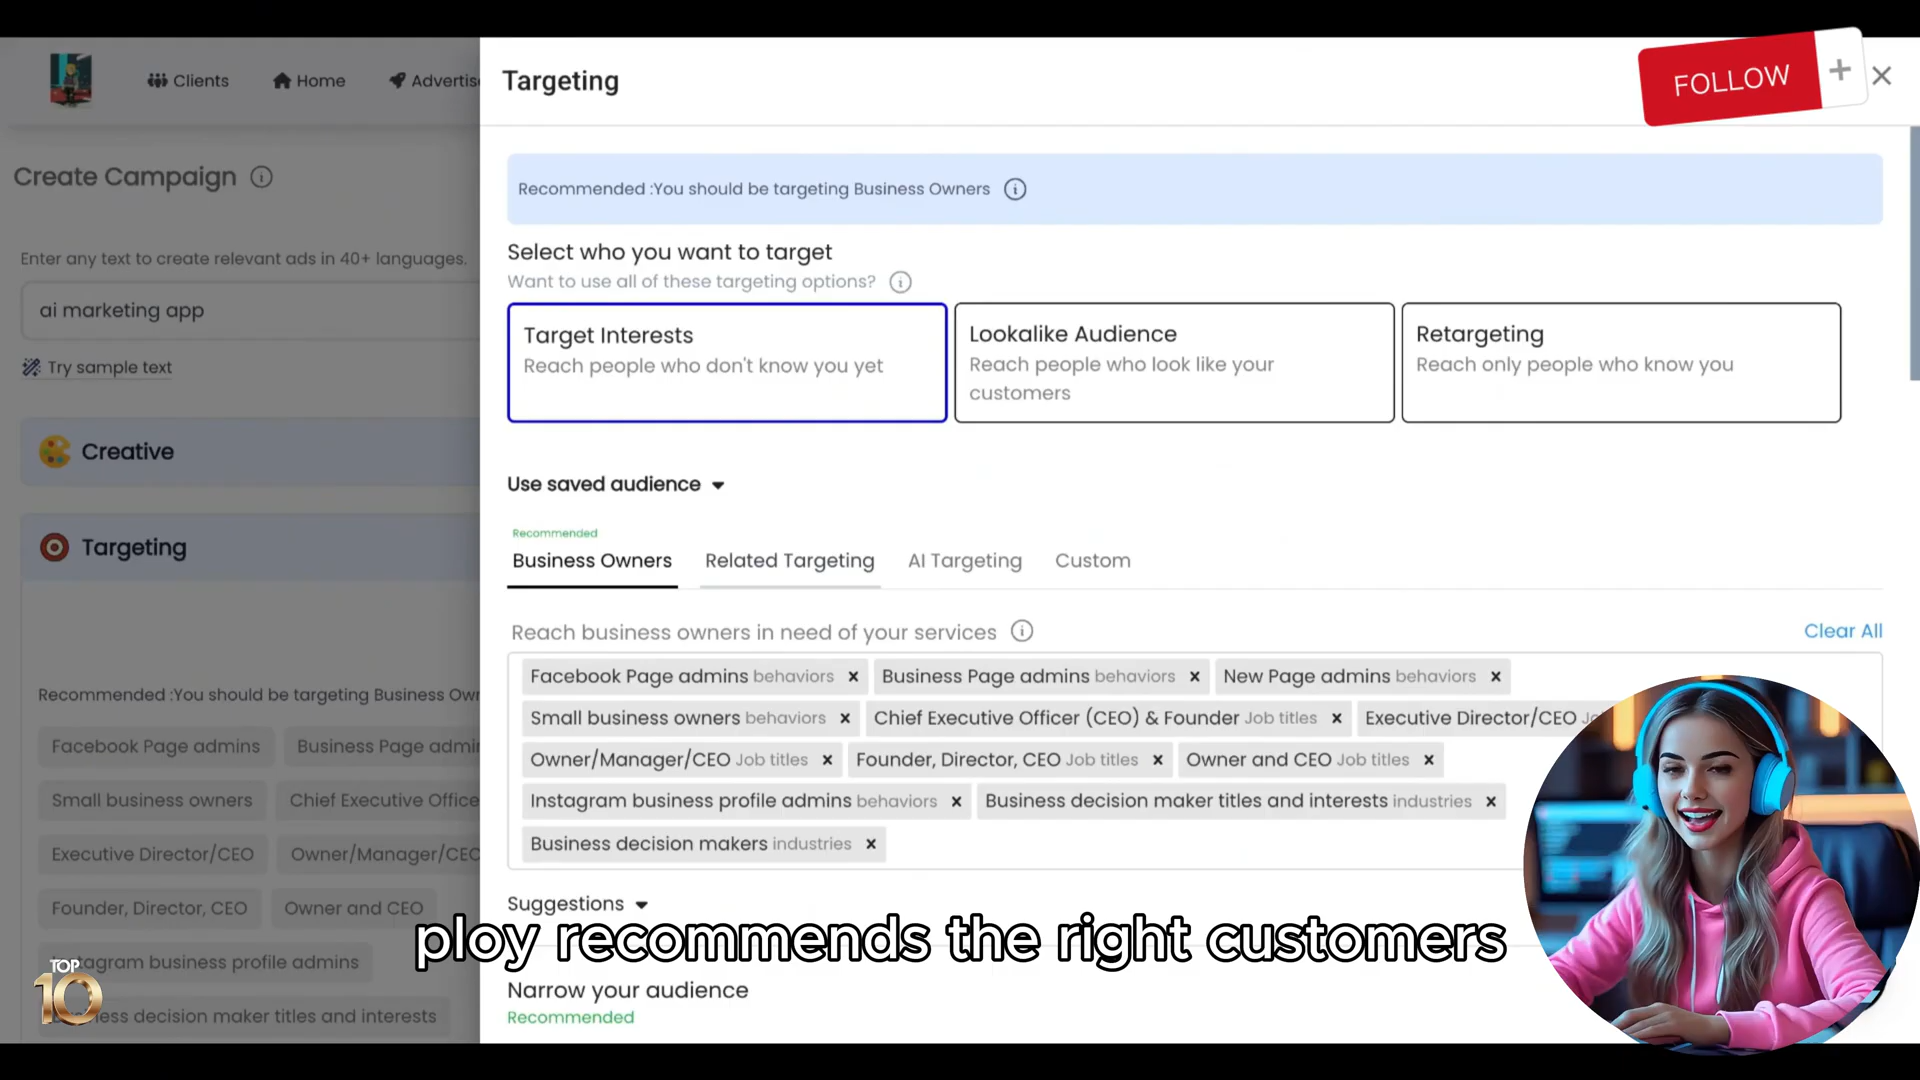 Clients Home Advertise
Targeting
FOLLOW +
Create Campaign
Enter any text to create relevant ads in 40+ languages.
ai marketing app
Try sample text
Creative
Targeting
Recommended :You should be targeting Business Own
Facebook Page admins Business Page admin
Small business owners Chief Executive Office
Executive Director/CEO Owner/Manager/CEO
Founder, Director, CEO Owner and CEO
tagram business profile admins
ess decision maker titles and interests
TOP
10
Recommended :You should be targeting Business Owners
Select who you want to target
Want to use all of these targeting options?
Target Interests
Reach people who don't know you yet
Lookalike Audience
Reach people who look like your
customers
Retargeting
Reach only people who know you
Use saved audience
Recommended
Business Owners Related Targeting AI Targeting Custom
Reach business owners in need of your services
Clear All
Facebook Page admins behaviors × Business Page admins behaviors × New Page admins behaviors ×
Small business owners behaviors × Chief Executive Officer (CEO) & Founder Job titles × Executive Director/CEO Jo
Owner/Manager/CEO Job titles × Founder, Director, CEO Job titles × Owner and CEO Job titles ×
Instagram business profile admins behaviors × Business decision maker titles and interests industries ×
Business decision makers industries ×
Suggestions
ploy recommends the right customers
Narrow your audience
Recommended